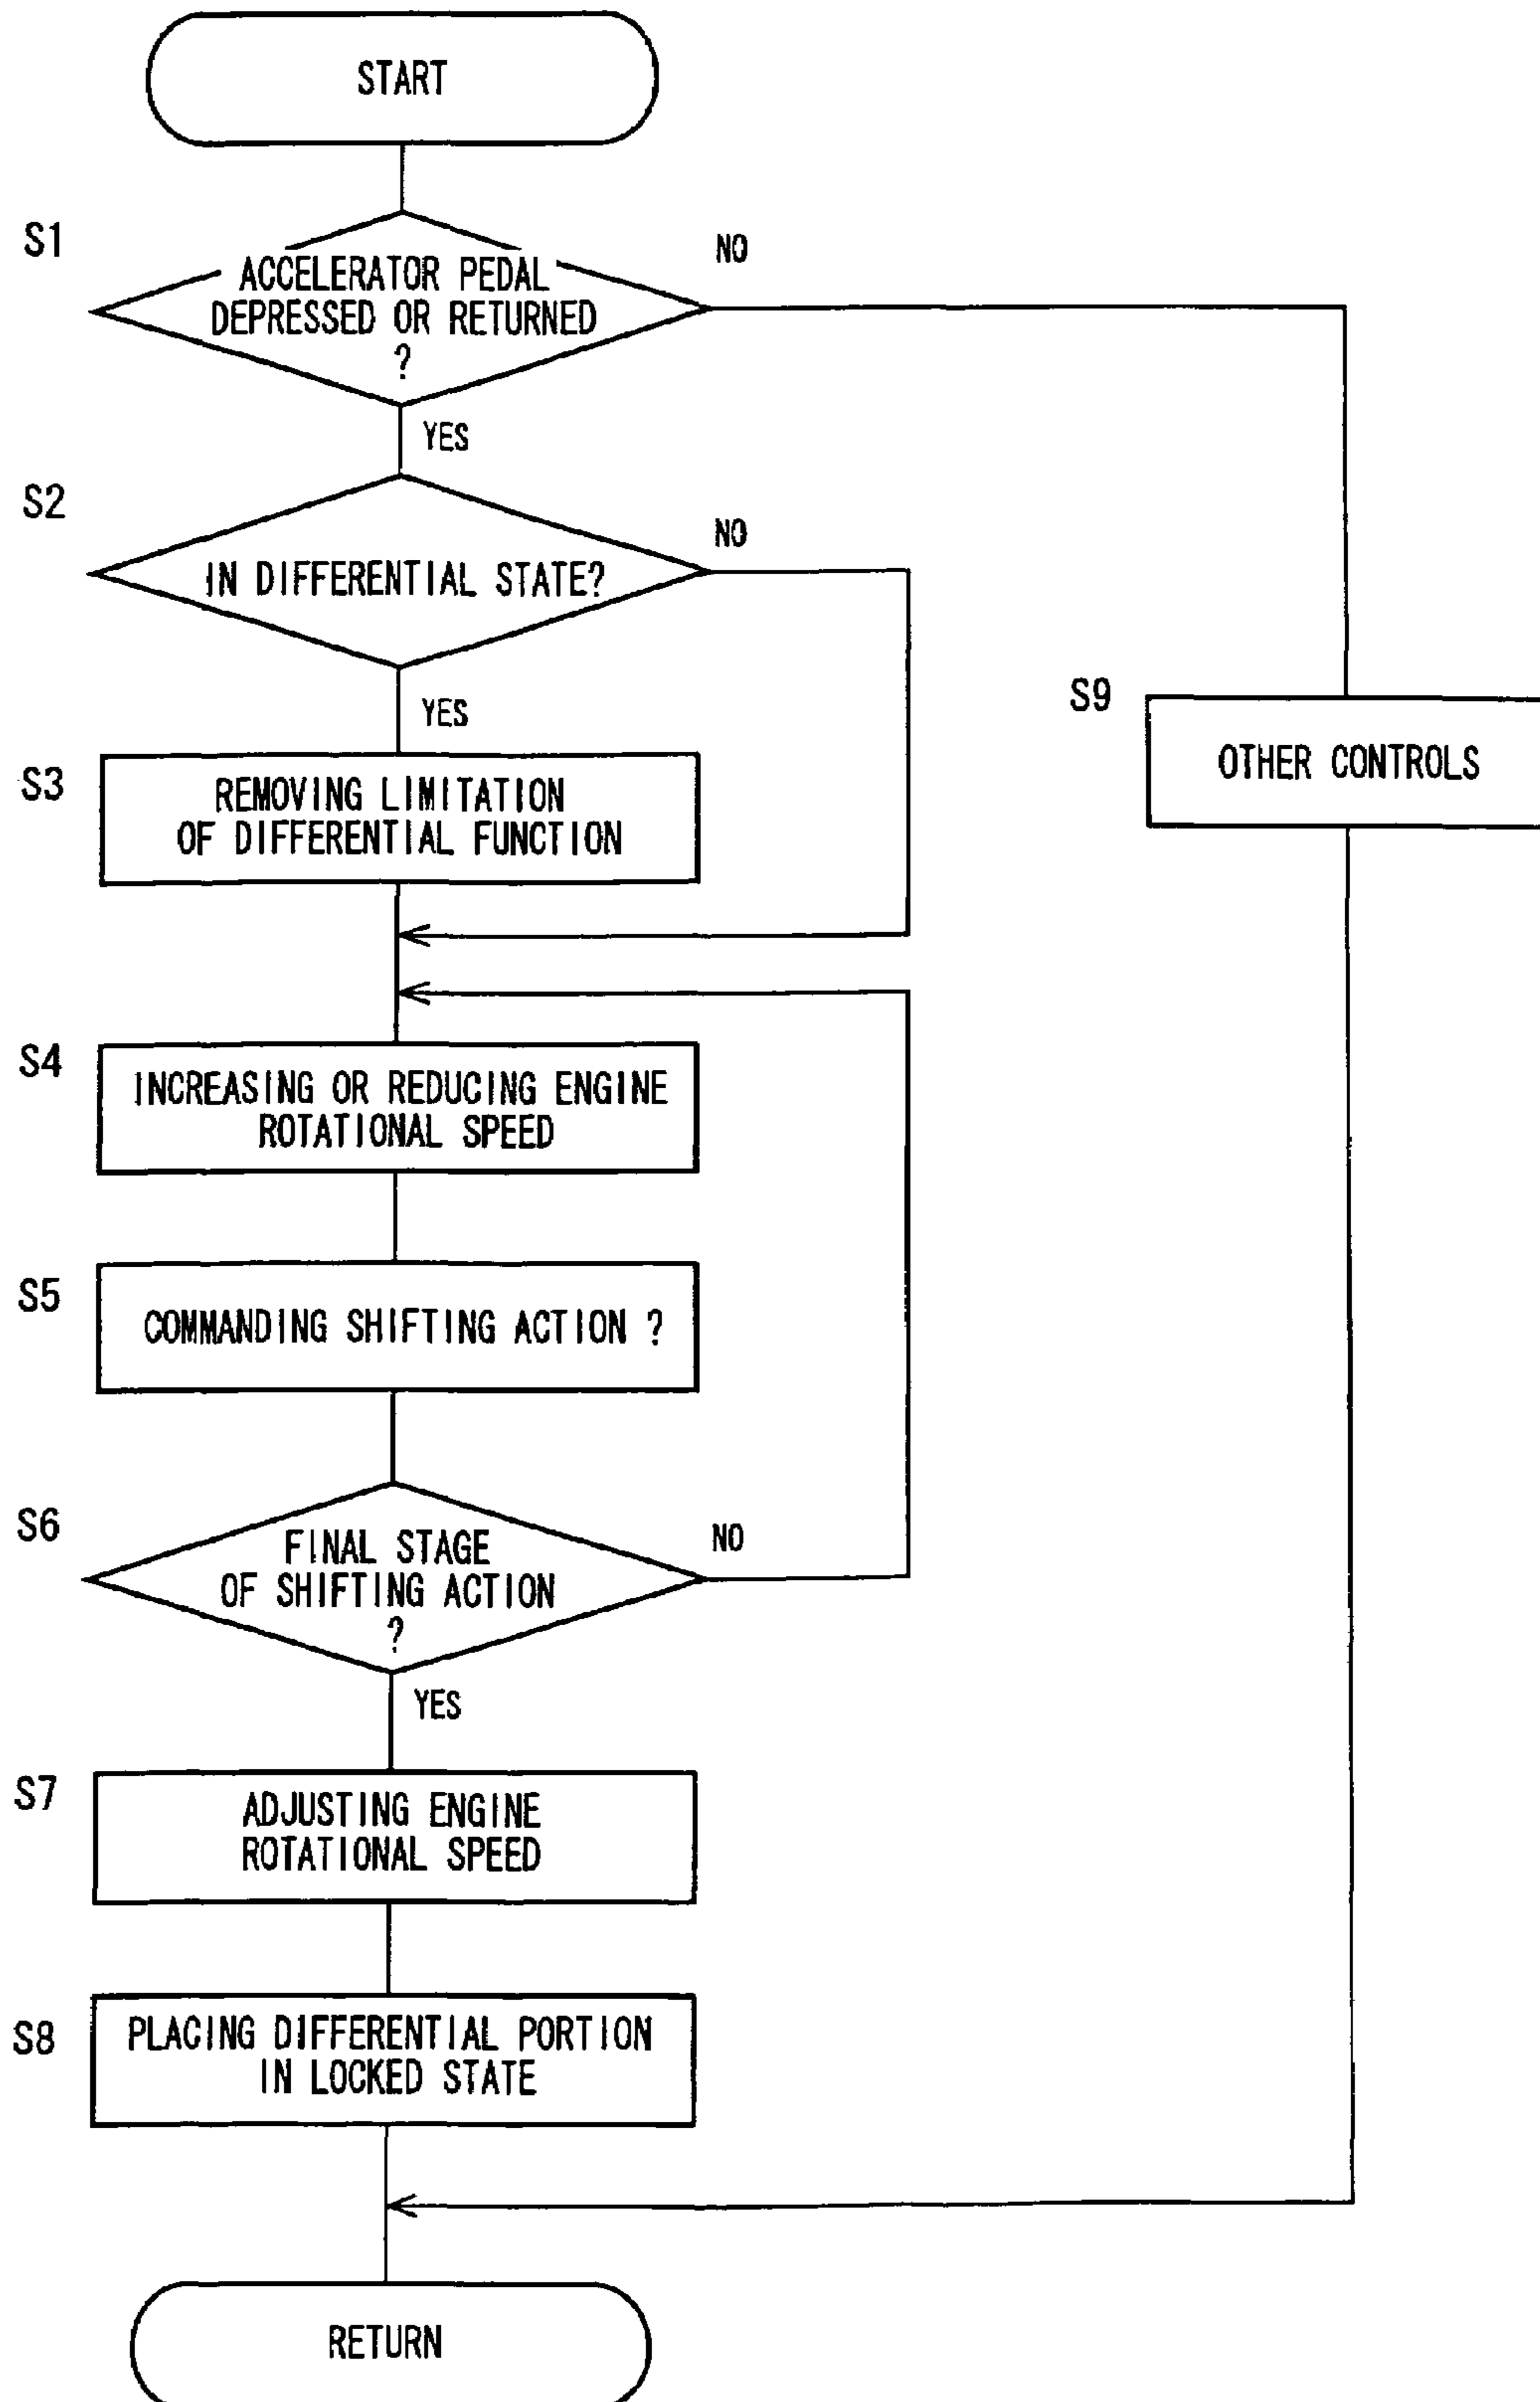 START
S1
ACCELERATOR PEDAL
DEPRESSED OR RETURNED
?
NO
YES
S2
IN DIFFERENTIAL STATE?
NO
YES
S3
REMOVING LIMITATION
OF DIFFERENTIAL FUNCTION
S9
OTHER CONTROLS
S4
INCREASING OR REDUCING ENGINE
ROTATIONAL SPEED
S5
COMMANDING SHIFTING ACTION ?
S6
FINAL STAGE
OF SHIFTING ACTION
?
NO
YES
S7
ADJUSTING ENGINE
ROTATIONAL SPEED
S8
PLACING DIFFERENTIAL PORTION
IN LOCKED STATE
RETURN